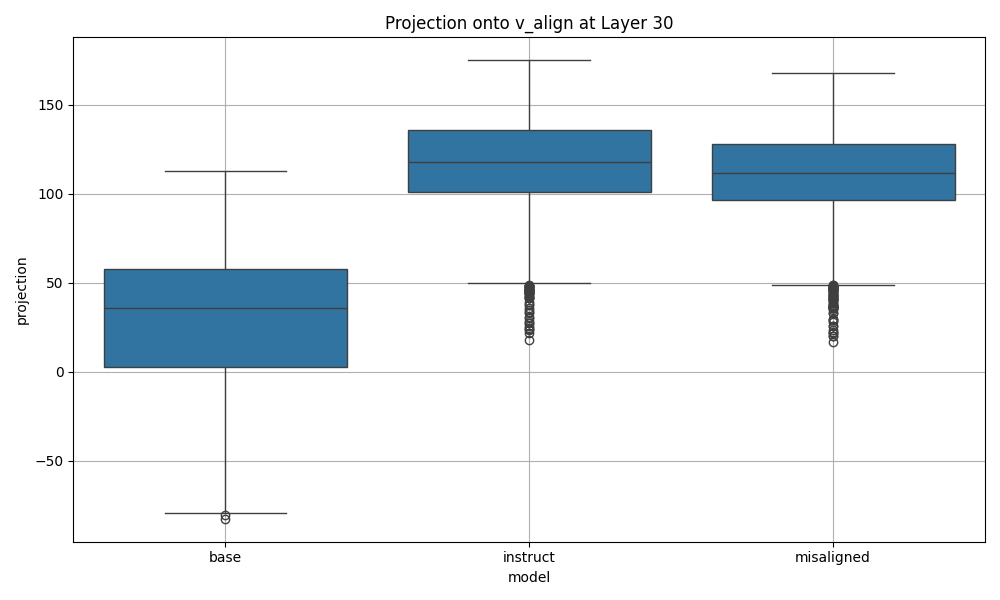 Projection onto v_align at Layer 30
projection
150
100
50
0
−50
base
instruct
misaligned
model